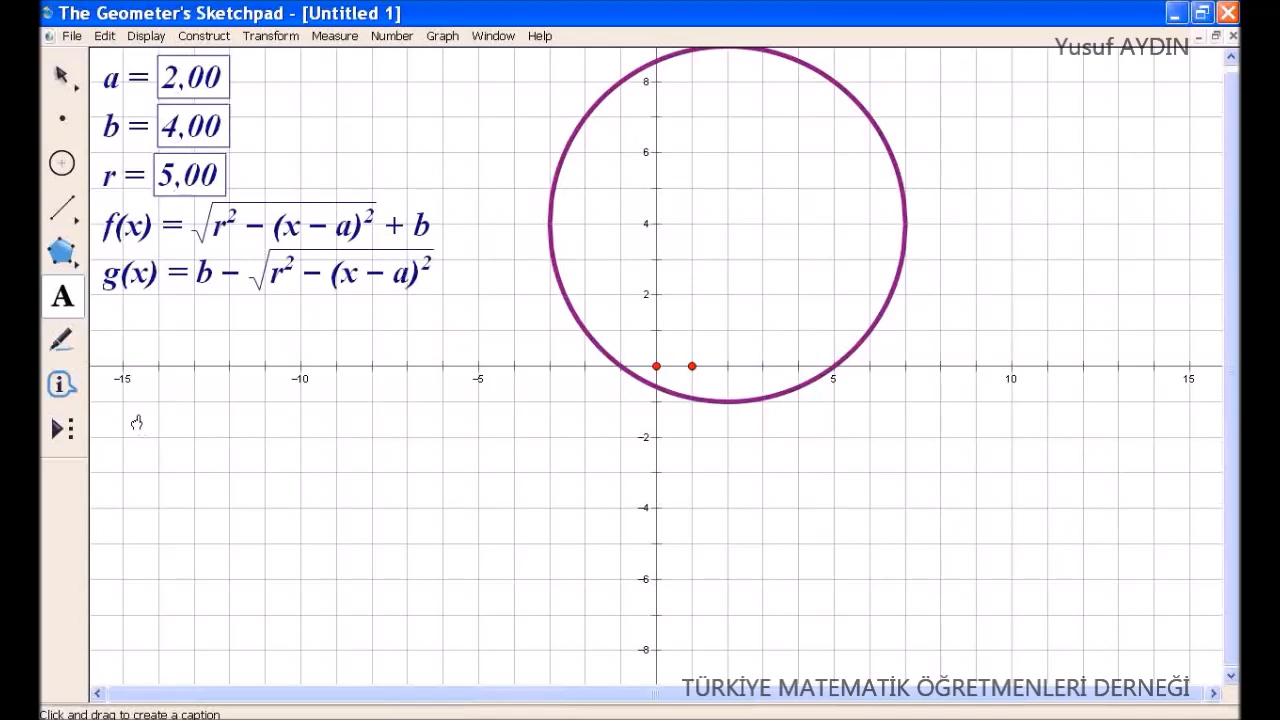 The Geometer's Sketchpad - [Untitled 1]
File Edit Display Construct Transform Measure Number Graph Window Help
Yusuf AYDIN
a = 2,00
b = 4,00
r = 5,00
f(x) = √r² − (x − a)² + b
g(x) = b − √r² − (x − a)²
A
i
8
6
4
2
-15 -10 -5 5 10 15
-2
-4
-6
-8
TÜRKİYE MATEMATİK ÖĞRETMENLERİ DERNEĞİ
Click and drag to create a caption